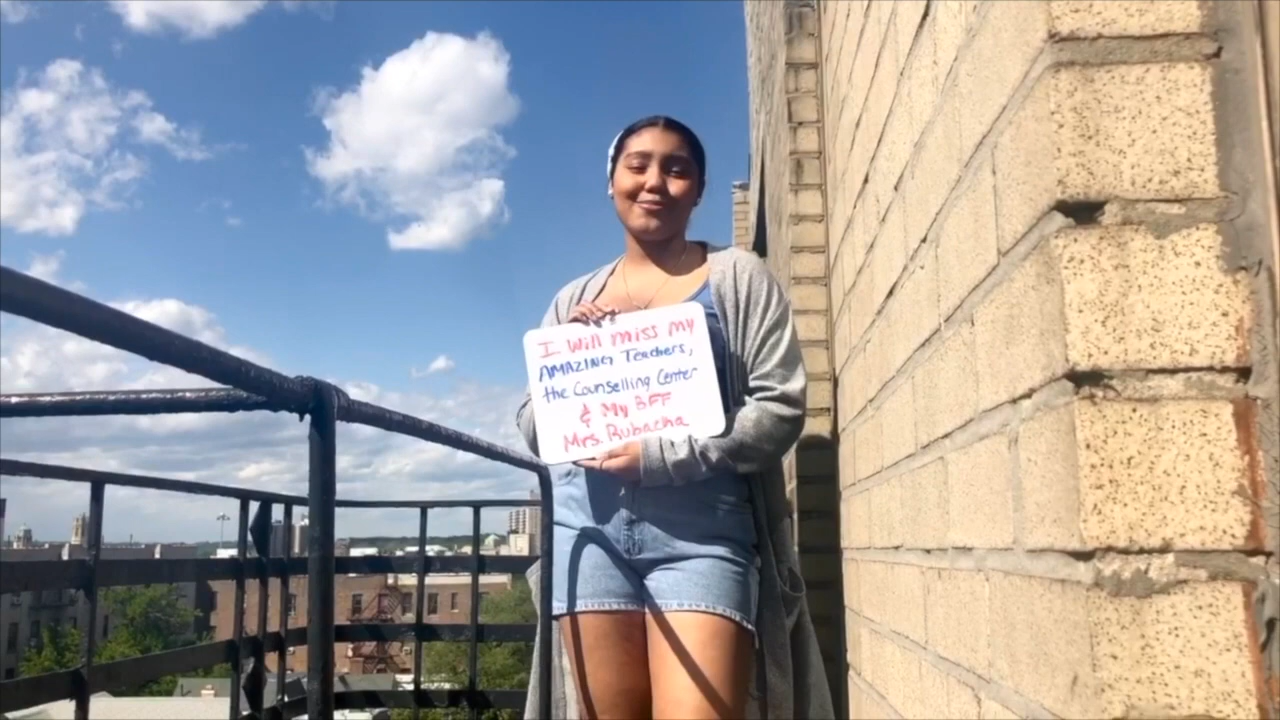 I Will miss My
AMAZING Teachers,
the Counselling Center
& My BFF
Mrs. Rubacha